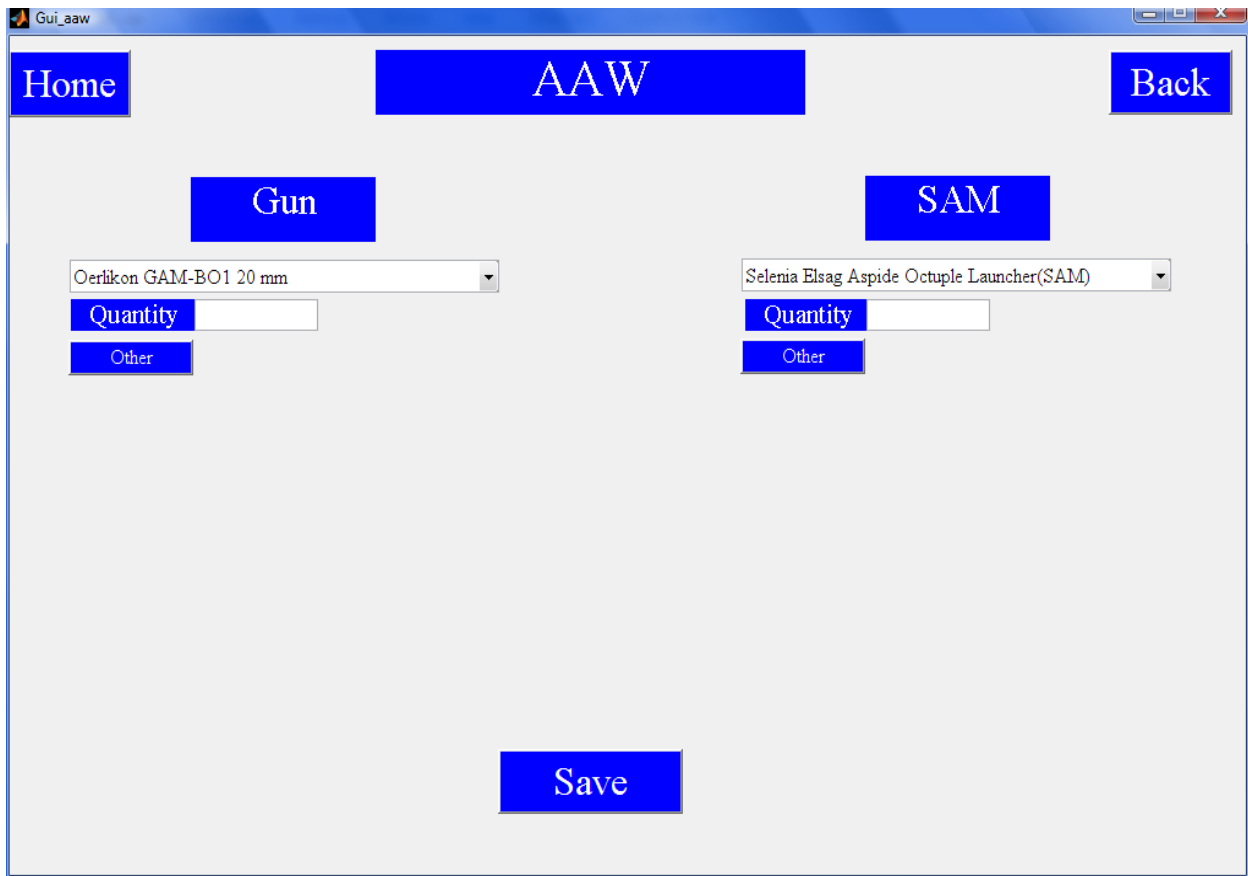 Gui_aaw
Home
AAW
Back
Gun
SAM
Oerlikon GAM-BO1 20 mm
Selenia Elsag Aspide Octuple Launcher(SAM)
Quantity
Quantity
Other
Other
Save